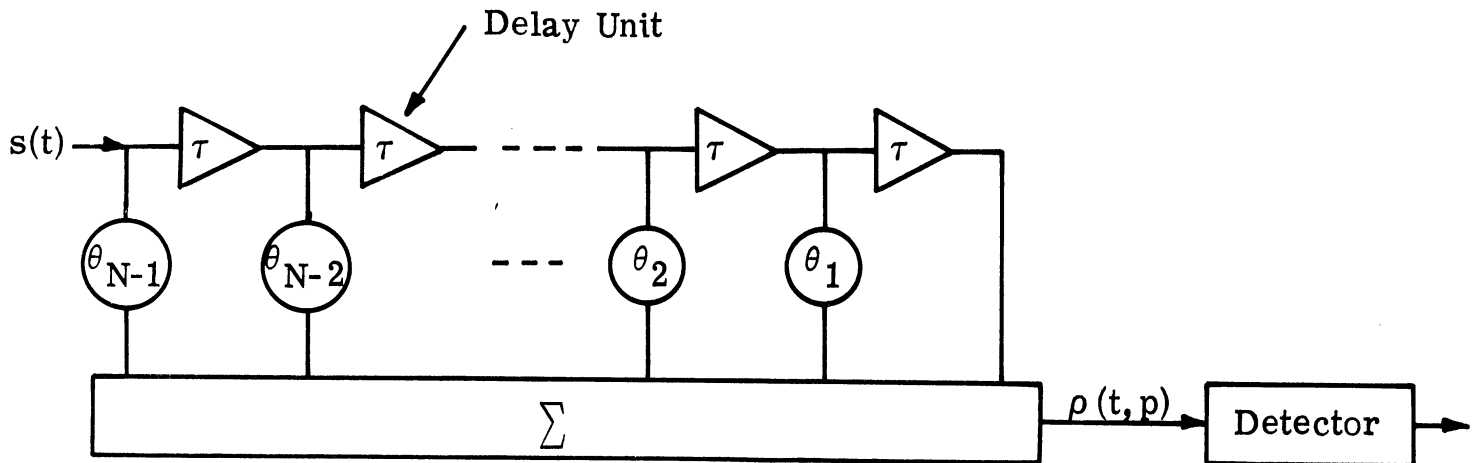 Delay Unit
s(t)
τ τ τ τ
θN-1 θN-2 θ2 θ1
Σ
ρ(t,p)
Detector